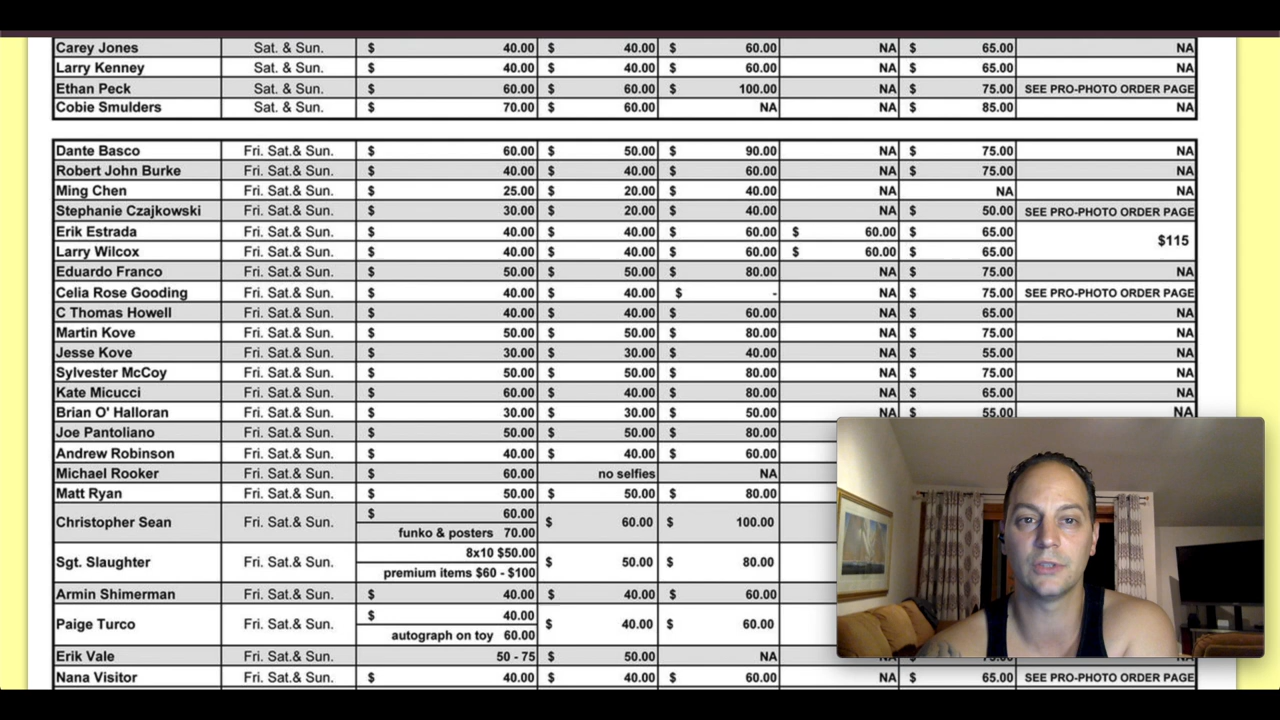 Carey Jones Sat. & Sun. $ 40.00 $ 40.00 $ 60.00 NA $ 65.00 NA
Larry Kenney Sat. & Sun. $ 40.00 $ 40.00 $ 60.00 NA $ 65.00 NA
Ethan Peck Sat. & Sun. $ 60.00 $ 60.00 $ 100.00 NA $ 75.00 SEE PRO-PHOTO ORDER PAGE
Cobie Smulders Sat. & Sun. $ 70.00 $ 60.00 NA NA $ 85.00 NA
Dante Basco Fri. Sat.& Sun. $ 60.00 $ 50.00 $ 90.00 NA $ 75.00 NA
Robert John Burke Fri. Sat.& Sun. $ 40.00 $ 40.00 $ 60.00 NA $ 75.00 NA
Ming Chen Fri. Sat.& Sun. $ 25.00 $ 20.00 $ 40.00 NA NA NA
Stephanie Czajkowski Fri. Sat.& Sun. $ 30.00 $ 20.00 $ 40.00 NA $ 50.00 SEE PRO-PHOTO ORDER PAGE
Erik Estrada Fri. Sat.& Sun. $ 40.00 $ 40.00 $ 60.00 $ 60.00 $ 65.00
$115
Larry Wilcox Fri. Sat.& Sun. $ 40.00 $ 40.00 $ 60.00 $ 60.00 $ 65.00
Eduardo Franco Fri. Sat.& Sun. $ 50.00 $ 50.00 $ 80.00 NA $ 75.00 NA
Celia Rose Gooding Fri. Sat.& Sun. $ 40.00 $ 40.00 $ - NA $ 75.00 SEE PRO-PHOTO ORDER PAGE
C Thomas Howell Fri. Sat.& Sun. $ 40.00 $ 40.00 $ 60.00 NA $ 65.00 NA
Martin Kove Fri. Sat.& Sun. $ 50.00 $ 50.00 $ 80.00 NA $ 75.00 NA
Jesse Kove Fri. Sat.& Sun. $ 30.00 $ 30.00 $ 40.00 NA $ 55.00 NA
Sylvester McCoy Fri. Sat.& Sun. $ 50.00 $ 50.00 $ 80.00 NA $ 75.00 NA
Kate Micucci Fri. Sat.& Sun. $ 60.00 $ 40.00 $ 80.00 NA $ 65.00 NA
Brian O' Halloran Fri. Sat.& Sun. $ 30.00 $ 30.00 $ 50.00 NA $ 55.00 NA
Joe Pantoliano Fri. Sat.& Sun. $ 50.00 $ 50.00 $ 80.00
Andrew Robinson Fri. Sat.& Sun. $ 40.00 $ 40.00 $ 60.00
Michael Rooker Fri. Sat.& Sun. $ 60.00 no selfies NA
Matt Ryan Fri. Sat.& Sun. $ 50.00 $ 50.00 $ 80.00
$ 60.00
Christopher Sean Fri. Sat.& Sun. $ 60.00 $ 100.00
funko & posters 70.00
8x10 $50.00
Sgt. Slaughter Fri. Sat.& Sun. $ 50.00 $ 80.00
premium items $60 - $100
Armin Shimerman Fri. Sat.& Sun. $ 40.00 $ 40.00 $ 60.00
$ 40.00
Paige Turco Fri. Sat.& Sun. $ 40.00 $ 60.00
autograph on toy 60.00
Erik Vale Fri. Sat.& Sun. 50 - 75 $ 50.00 NA
Nana Visitor Fri. Sat.& Sun. $ 40.00 $ 40.00 $ 60.00 NA $ 65.00 SEE PRO-PHOTO ORDER PAGE